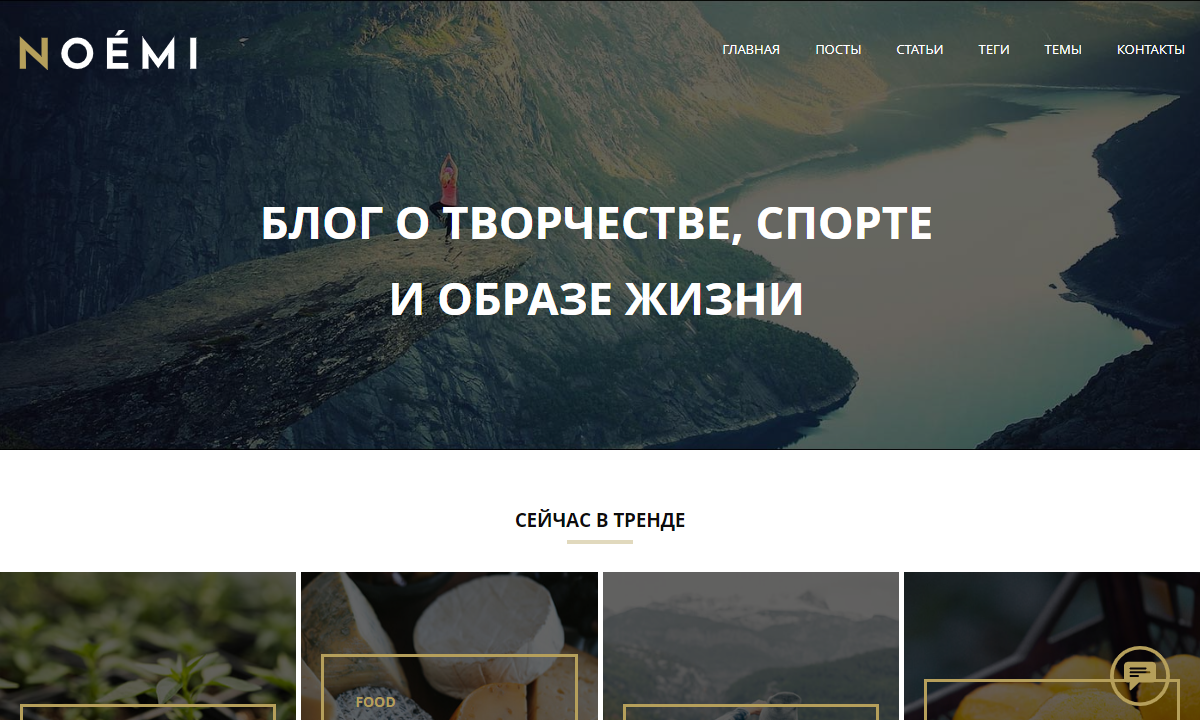 NOÉMI
ГЛАВНАЯ ПОСТЫ СТАТЬИ ТЕГИ ТЕМЫ КОНТАКТЫ
БЛОГ О ТВОРЧЕСТВЕ, СПОРТЕ
И ОБРАЗЕ ЖИЗНИ
СЕЙЧАС В ТРЕНДЕ
FOOD